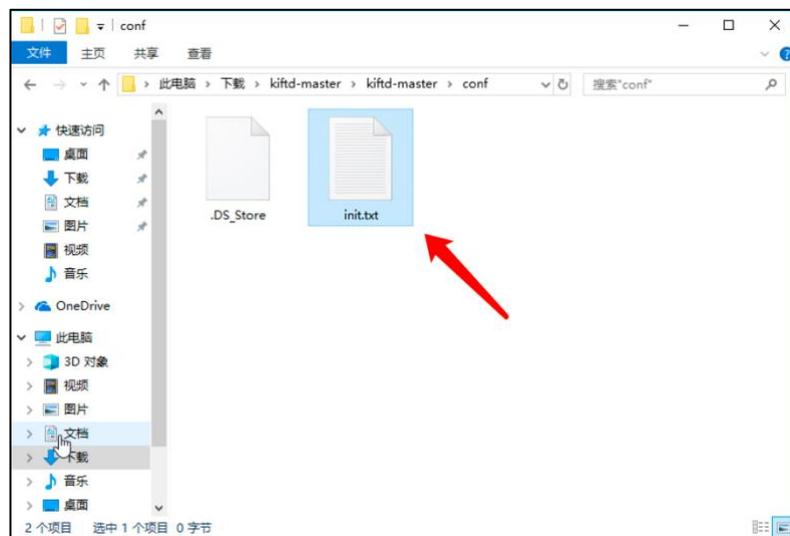 conf
文件 主页 共享 查看
此电脑 > 下载 > kiftd-master > kiftd-master > conf
搜索"conf"
快速访问
桌面
下载
文档
图片
视频
音乐
OneDrive
此电脑
3D 对象
视频
图片
文档
下载
音乐
桌面
.DS_Store
init.txt
2 个项目 选中 1 个项目 0 字节